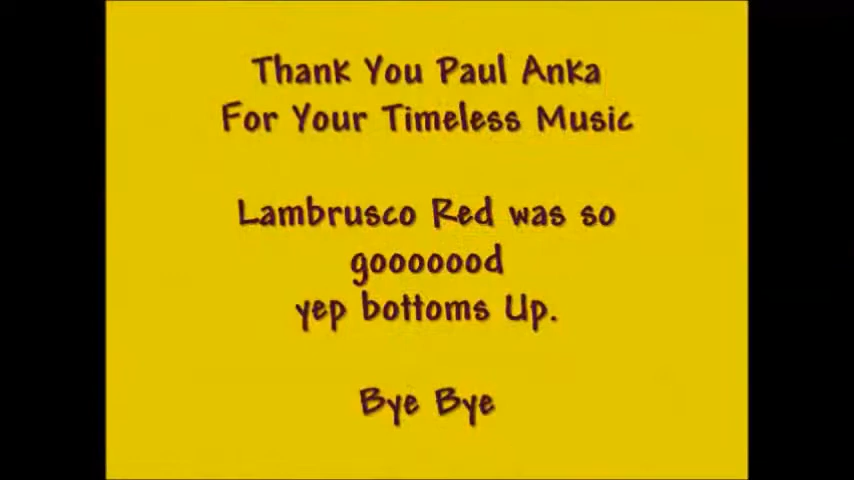 Thank You Paul Anka
For Your Timeless Music
Lambrusco Red was so
gooooood
yep bottoms Up.
Bye Bye